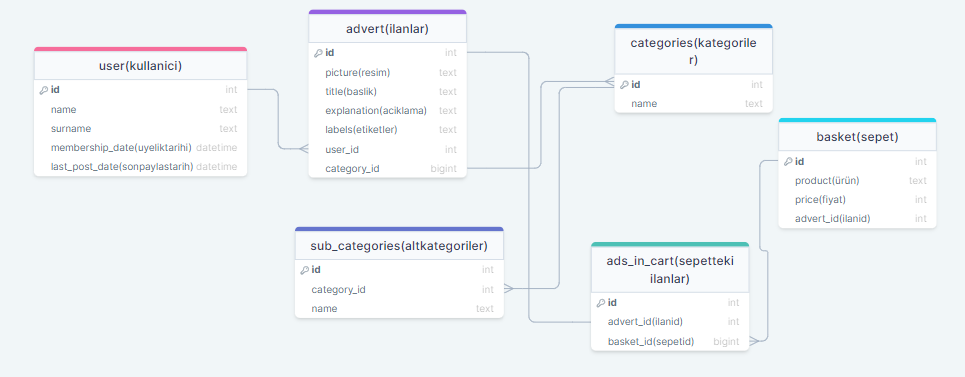 user(kullanici)
id int
name text
surname text
membership_date(uyeliktarihi) datetime
last_post_date(sonpaylastarih) datetime
advert(ilanlar)
id int
picture(resim) text
title(baslik) text
explanation(aciklama) text
labels(etiketler) text
user_id int
category_id bigint
categories(kategorile
r)
id int
name text
basket(sepet)
id int
product(ürün) text
price(fiyat) int
advert_id(ilanid) int
sub_categories(altkategoriler)
id int
category_id int
name text
ads_in_cart(sepetteki
ilanlar)
id int
advert_id(ilanid) int
basket_id(sepetid) bigint